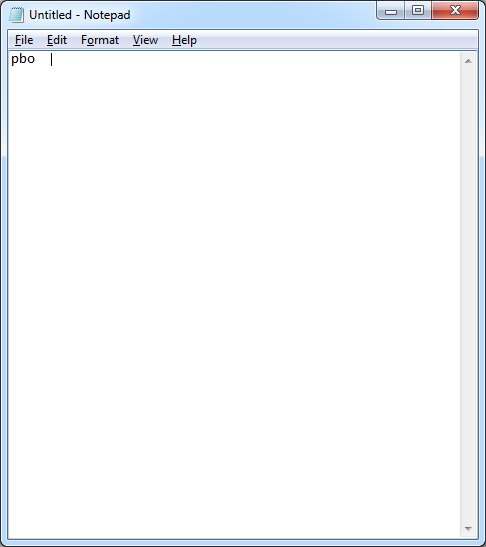 Untitled - Notepad
File Edit Format View Help
pbo